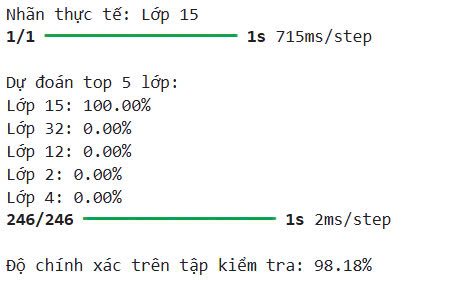 Nhãn thực tế: Lớp 15
1/1 ━━━━━━━━━━━━━━━━━━━━ 1s 715ms/step
Dự đoán top 5 lớp:
Lớp 15: 100.00%
Lớp 32: 0.00%
Lớp 12: 0.00%
Lớp 2: 0.00%
Lớp 4: 0.00%
246/246 ━━━━━━━━━━━━━━━━━━━━ 1s 2ms/step
Độ chính xác trên tập kiểm tra: 98.18%